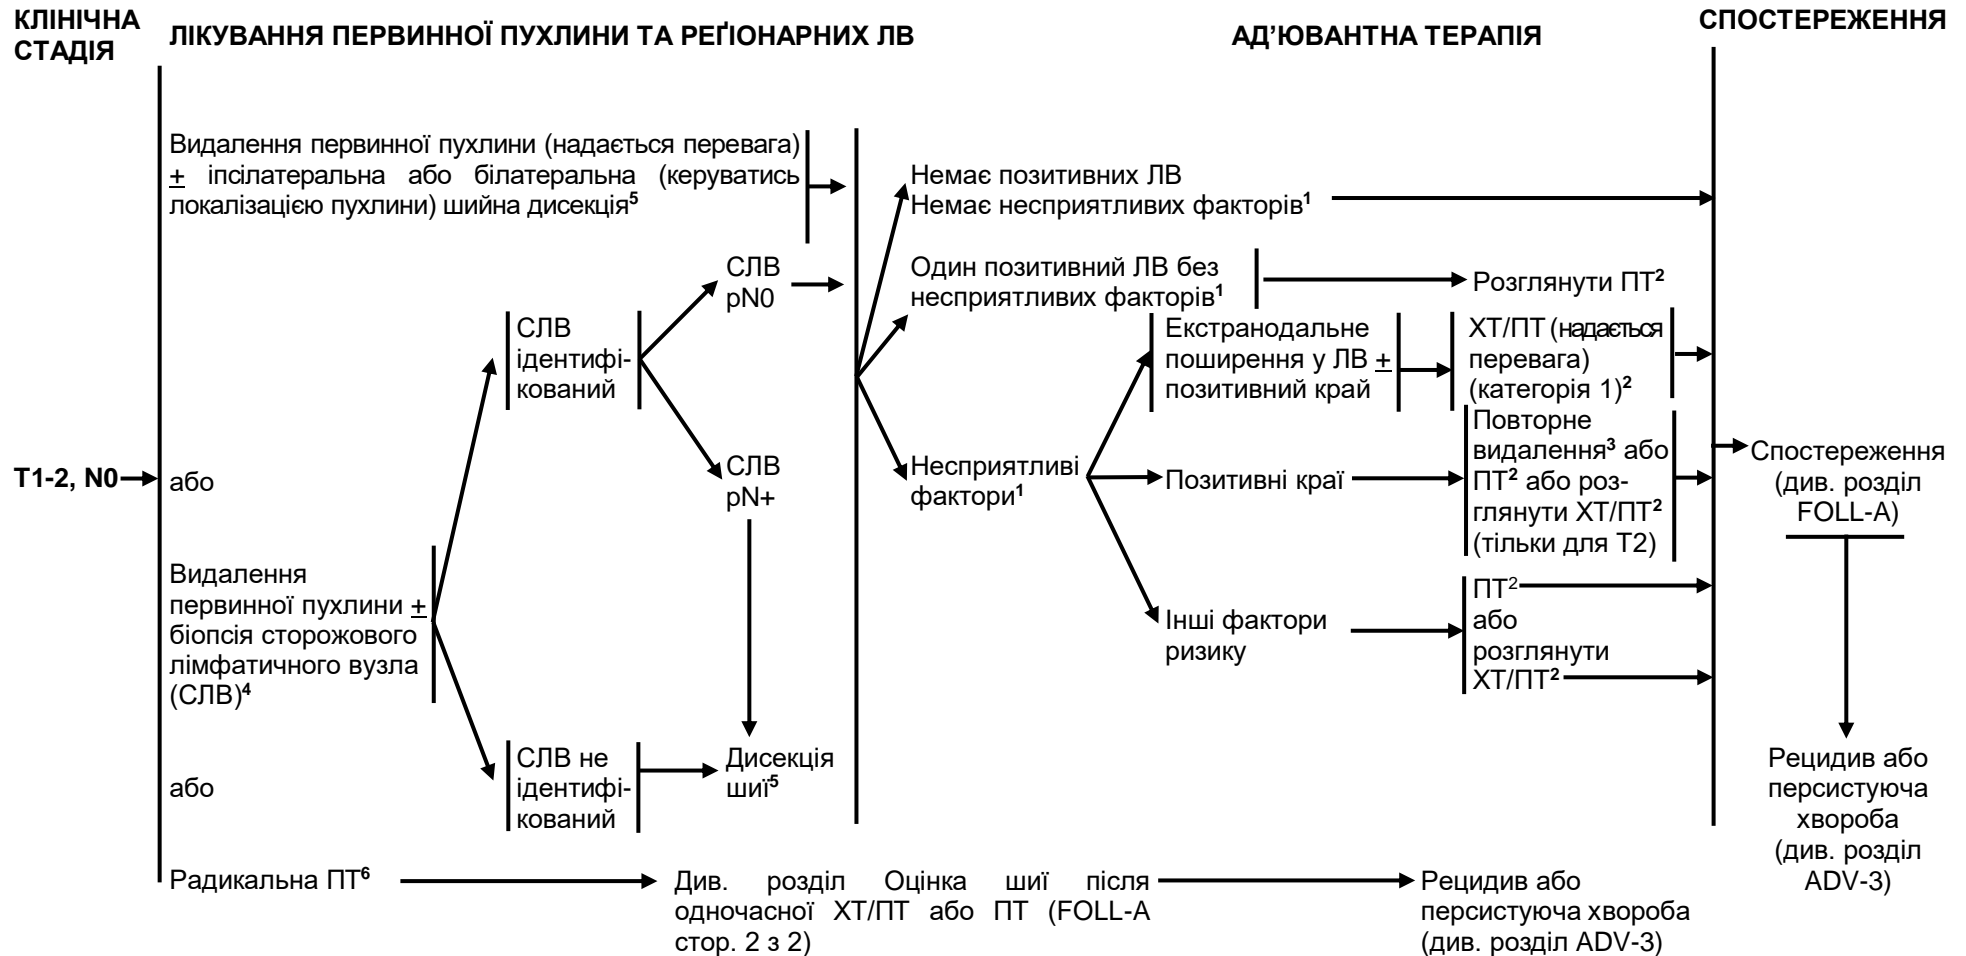 КЛІНІЧНА
СТАДІЯ
ЛІКУВАННЯ ПЕРВИННОЇ ПУХЛИНИ ТА РЕҐІОНАРНИХ ЛВ
АД’ЮВАНТНА ТЕРАПІЯ
СПОСТЕРЕЖЕННЯ
T1-2, N0
Видалення первинної пухлини (надається перевага)
± іпсілатеральна або білатеральна (керуватись
локалізацією пухлини) шийна дисекція⁵
або
Видалення
первинної пухлини ±
біопсія сторожового
лімфатичного вузла
(СЛВ)⁴
або
Радикальна ПТ⁶
СЛВ
ідентифі-
кований
СЛВ не
ідентифі-
кований
СЛВ
pN0
СЛВ
pN+
Дисекція
шиї⁵
Немає позитивних ЛВ
Немає несприятливих факторів¹
Один позитивний ЛВ без
несприятливих факторів¹
Розглянути ПТ²
Несприятливі
фактори¹
Екстранодальне
поширення у ЛВ ±
позитивний край
ХТ/ПТ (надається
перевага)
(категорія 1)²
Позитивні краї
Повторне
видалення³ або
ПТ² або роз-
глянути ХТ/ПТ²
(тільки для Т2)
Інші фактори
ризику
ПТ²
або
розглянути
ХТ/ПТ²
Спостереження
(див. розділ
FOLL-A)
Рецидив або
персистуюча
хвороба
(див. розділ
ADV-3)
Див. розділ Оцінка шиї після
одночасної ХТ/ПТ або ПТ (FOLL-A
стор. 2 з 2)
Рецидив або
персистуюча хвороба
(див. розділ ADV-3)